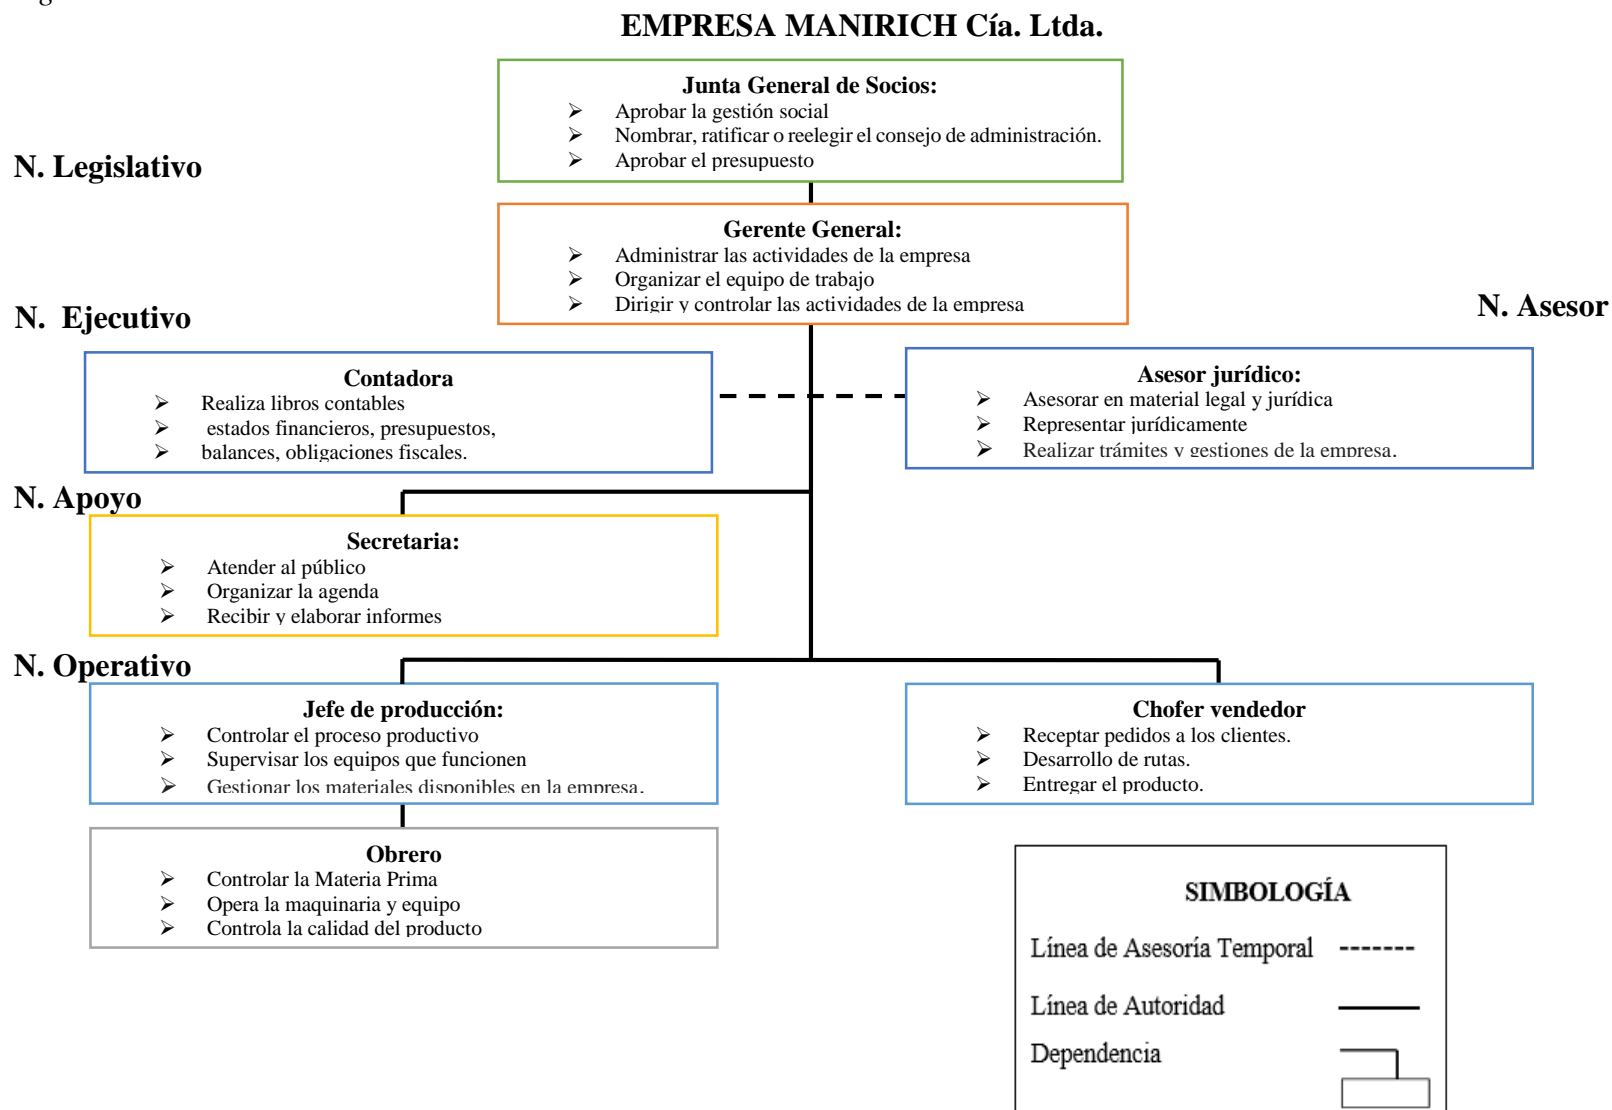 EMPRESA MANIRICH Cía. Ltda.
Junta General de Socios:
➢ Aprobar la gestión social
➢ Nombrar, ratificar o reelegir el consejo de administración.
➢ Aprobar el presupuesto
N. Legislativo
Gerente General:
➢ Administrar las actividades de la empresa
➢ Organizar el equipo de trabajo
➢ Dirigir y controlar las actividades de la empresa
N. Ejecutivo
N. Asesor
Contadora
➢ Realiza libros contables
➢ estados financieros, presupuestos,
➢ balances, obligaciones fiscales.
Asesor jurídico:
➢ Asesorar en material legal y jurídica
➢ Representar jurídicamente
➢ Realizar trámites y gestiones de la empresa.
N. Apoyo
Secretaria:
➢ Atender al público
➢ Organizar la agenda
➢ Recibir y elaborar informes
N. Operativo
Jefe de producción:
➢ Controlar el proceso productivo
➢ Supervisar los equipos que funcionen
➢ Gestionar los materiales disponibles en la empresa.
Chofer vendedor
➢ Receptar pedidos a los clientes.
➢ Desarrollo de rutas.
➢ Entregar el producto.
Obrero
➢ Controlar la Materia Prima
➢ Opera la maquinaria y equipo
➢ Controla la calidad del producto
SIMBOLOGÍA
Línea de Asesoría Temporal
Línea de Autoridad
Dependencia